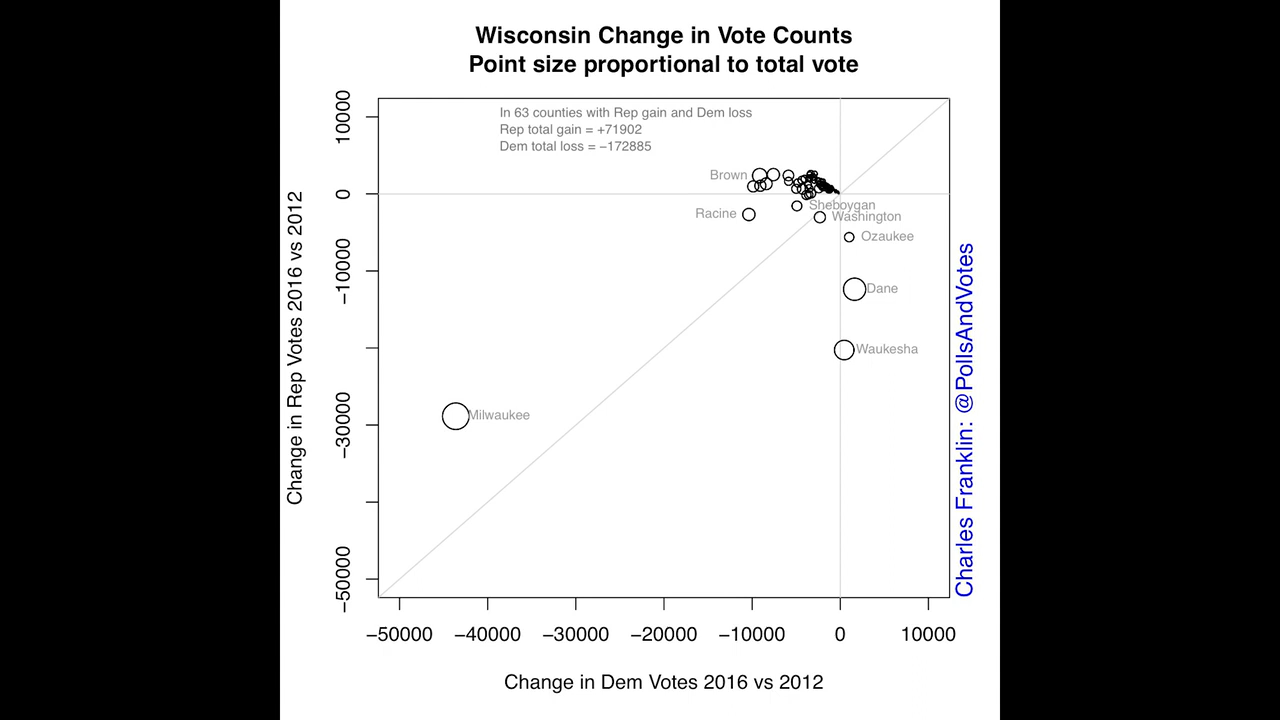 Wisconsin Change in Vote Counts
Point size proportional to total vote
In 63 counties with Rep gain and Dem loss
Rep total gain = +71902
Dem total loss = −172885
Brown
Racine
Sheboygan
Washington
Ozaukee
Dane
Waukesha
Milwaukee
10000
0
−10000
−30000
−50000
Change in Rep Votes 2016 vs 2012
−50000 −40000 −30000 −20000 −10000 0 10000
Change in Dem Votes 2016 vs 2012
Charles Franklin: @PollsAndVotes